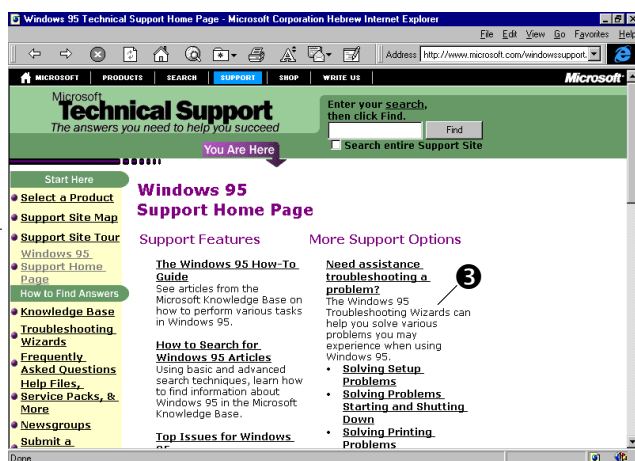 Windows 95 Technical Support Home Page - Microsoft Corporation Hebrew Internet Explorer
File Edit View Go Favorites Help
Address http://www.microsoft.com/windowssupport.
MICROSOFT PRODUCTS SEARCH SUPPORT SHOP WRITE US Microsoft
Microsoft
Technical Support
The answers you need to help you succeed
You Are Here
Enter your search,
then click Find.
Find
Search entire Support Site
Start Here
Select a Product
Support Site Map
Support Site Tour
Windows 95
Support Home
Page
How to Find Answers
Knowledge Base
Troubleshooting
Wizards
Frequently
Asked Questions
Help Files,
Service Packs, &
More
Newsgroups
Submit a
Windows 95
Support Home Page
Support Features
The Windows 95 How-To
Guide
See articles from the
Microsoft Knowledge Base on
how to perform various tasks
in Windows 95.
How to Search for
Windows 95 Articles
Using basic and advanced
search techniques, learn how
to find information about
Windows 95 in the Microsoft
Knowledge Base.
Top Issues for Windows
More Support Options
Need assistance
troubleshooting a
problem?
3
The Windows 95
Troubleshooting Wizards can
help you solve various
problems you may
experience when using
Windows 95.
• Solving Setup
Problems
• Solving Problems
Starting and Shutting
Down
• Solving Printing
Problems
Done